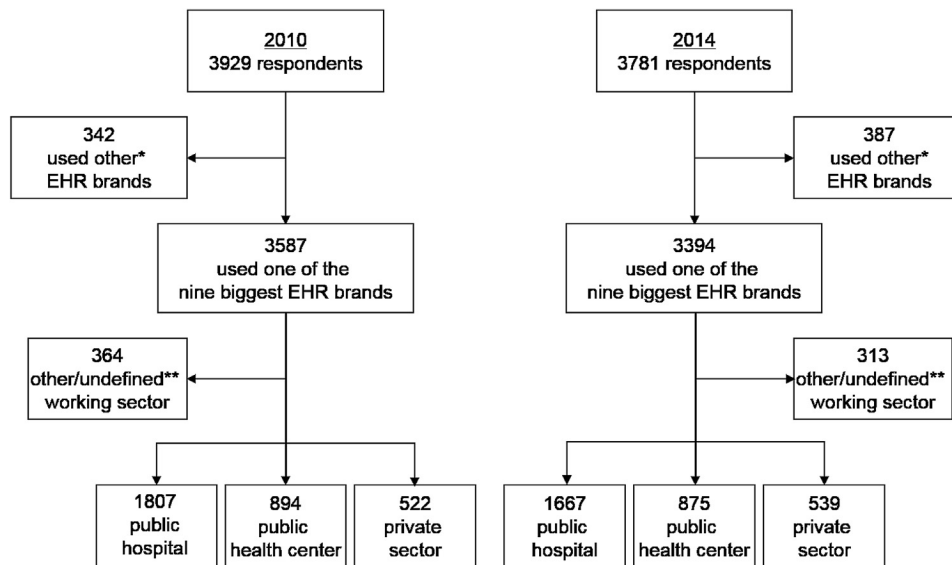 2010
3929 respondents
342
used other*
EHR brands
3587
used one of the
nine biggest EHR brands
364
other/undefined**
working sector
1807
public
hospital
894
public
health center
522
private
sector
2014
3781 respondents
387
used other*
EHR brands
3394
used one of the
nine biggest EHR brands
313
other/undefined**
working sector
1667
public
hospital
875
public
health center
539
private
sector